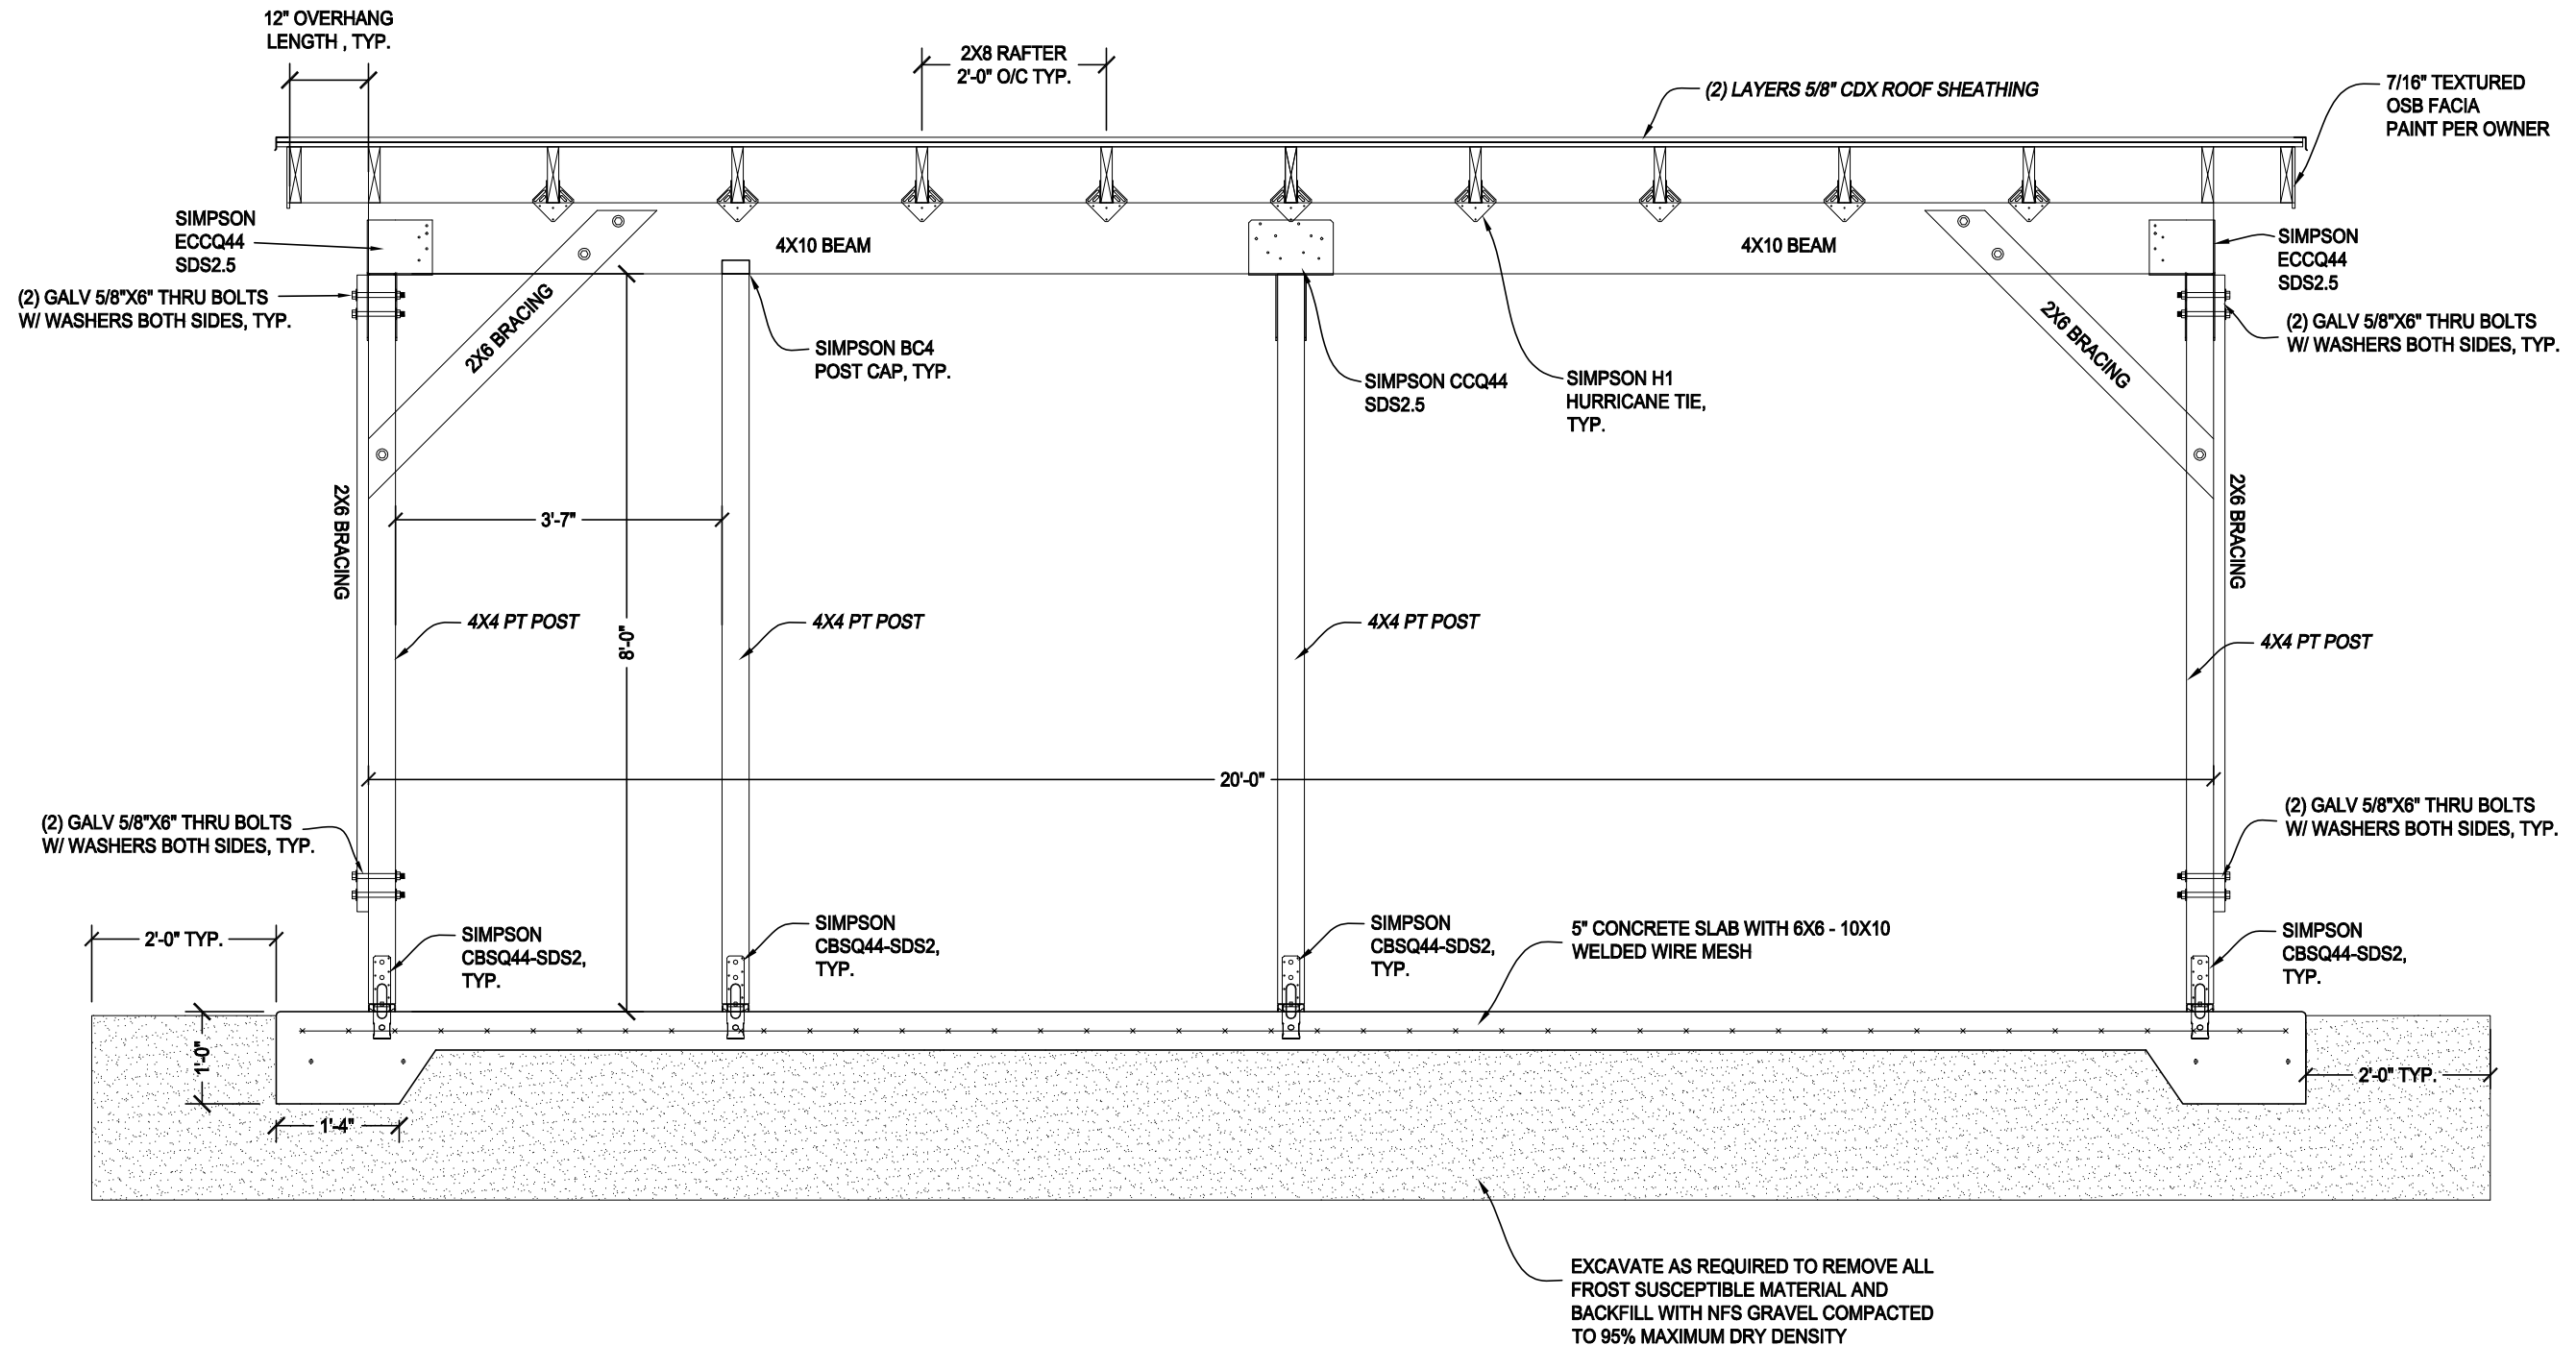 12" OVERHANG
LENGTH , TYP.
2X8 RAFTER
2'-0" O/C TYP.
(2) LAYERS 5/8" CDX ROOF SHEATHING
7/16" TEXTURED
OSB FACIA
PAINT PER OWNER
SIMPSON
ECCQ44
SDS2.5
4X10 BEAM
4X10 BEAM
SIMPSON
ECCQ44
SDS2.5
(2) GALV 5/8"X6" THRU BOLTS
W/ WASHERS BOTH SIDES, TYP.
2X6 BRACING
SIMPSON BC4
POST CAP, TYP.
SIMPSON CCQ44
SDS2.5
SIMPSON H1
HURRICANE TIE,
TYP.
2X6 BRACING
(2) GALV 5/8"X6" THRU BOLTS
W/ WASHERS BOTH SIDES, TYP.
2X6 BRACING
3'-7"
2X6 BRACING
4X4 PT POST
8'-0"
4X4 PT POST
4X4 PT POST
4X4 PT POST
20'-0"
(2) GALV 5/8"X6" THRU BOLTS
W/ WASHERS BOTH SIDES, TYP.
(2) GALV 5/8"X6" THRU BOLTS
W/ WASHERS BOTH SIDES, TYP.
2'-0" TYP.
SIMPSON
CBSQ44-SDS2,
TYP.
SIMPSON
CBSQ44-SDS2,
TYP.
SIMPSON
CBSQ44-SDS2,
TYP.
5" CONCRETE SLAB WITH 6X6 - 10X10
WELDED WIRE MESH
SIMPSON
CBSQ44-SDS2,
TYP.
1'-0"
2'-0" TYP.
1'-4"
EXCAVATE AS REQUIRED TO REMOVE ALL
FROST SUSCEPTIBLE MATERIAL AND
BACKFILL WITH NFS GRAVEL COMPACTED
TO 95% MAXIMUM DRY DENSITY